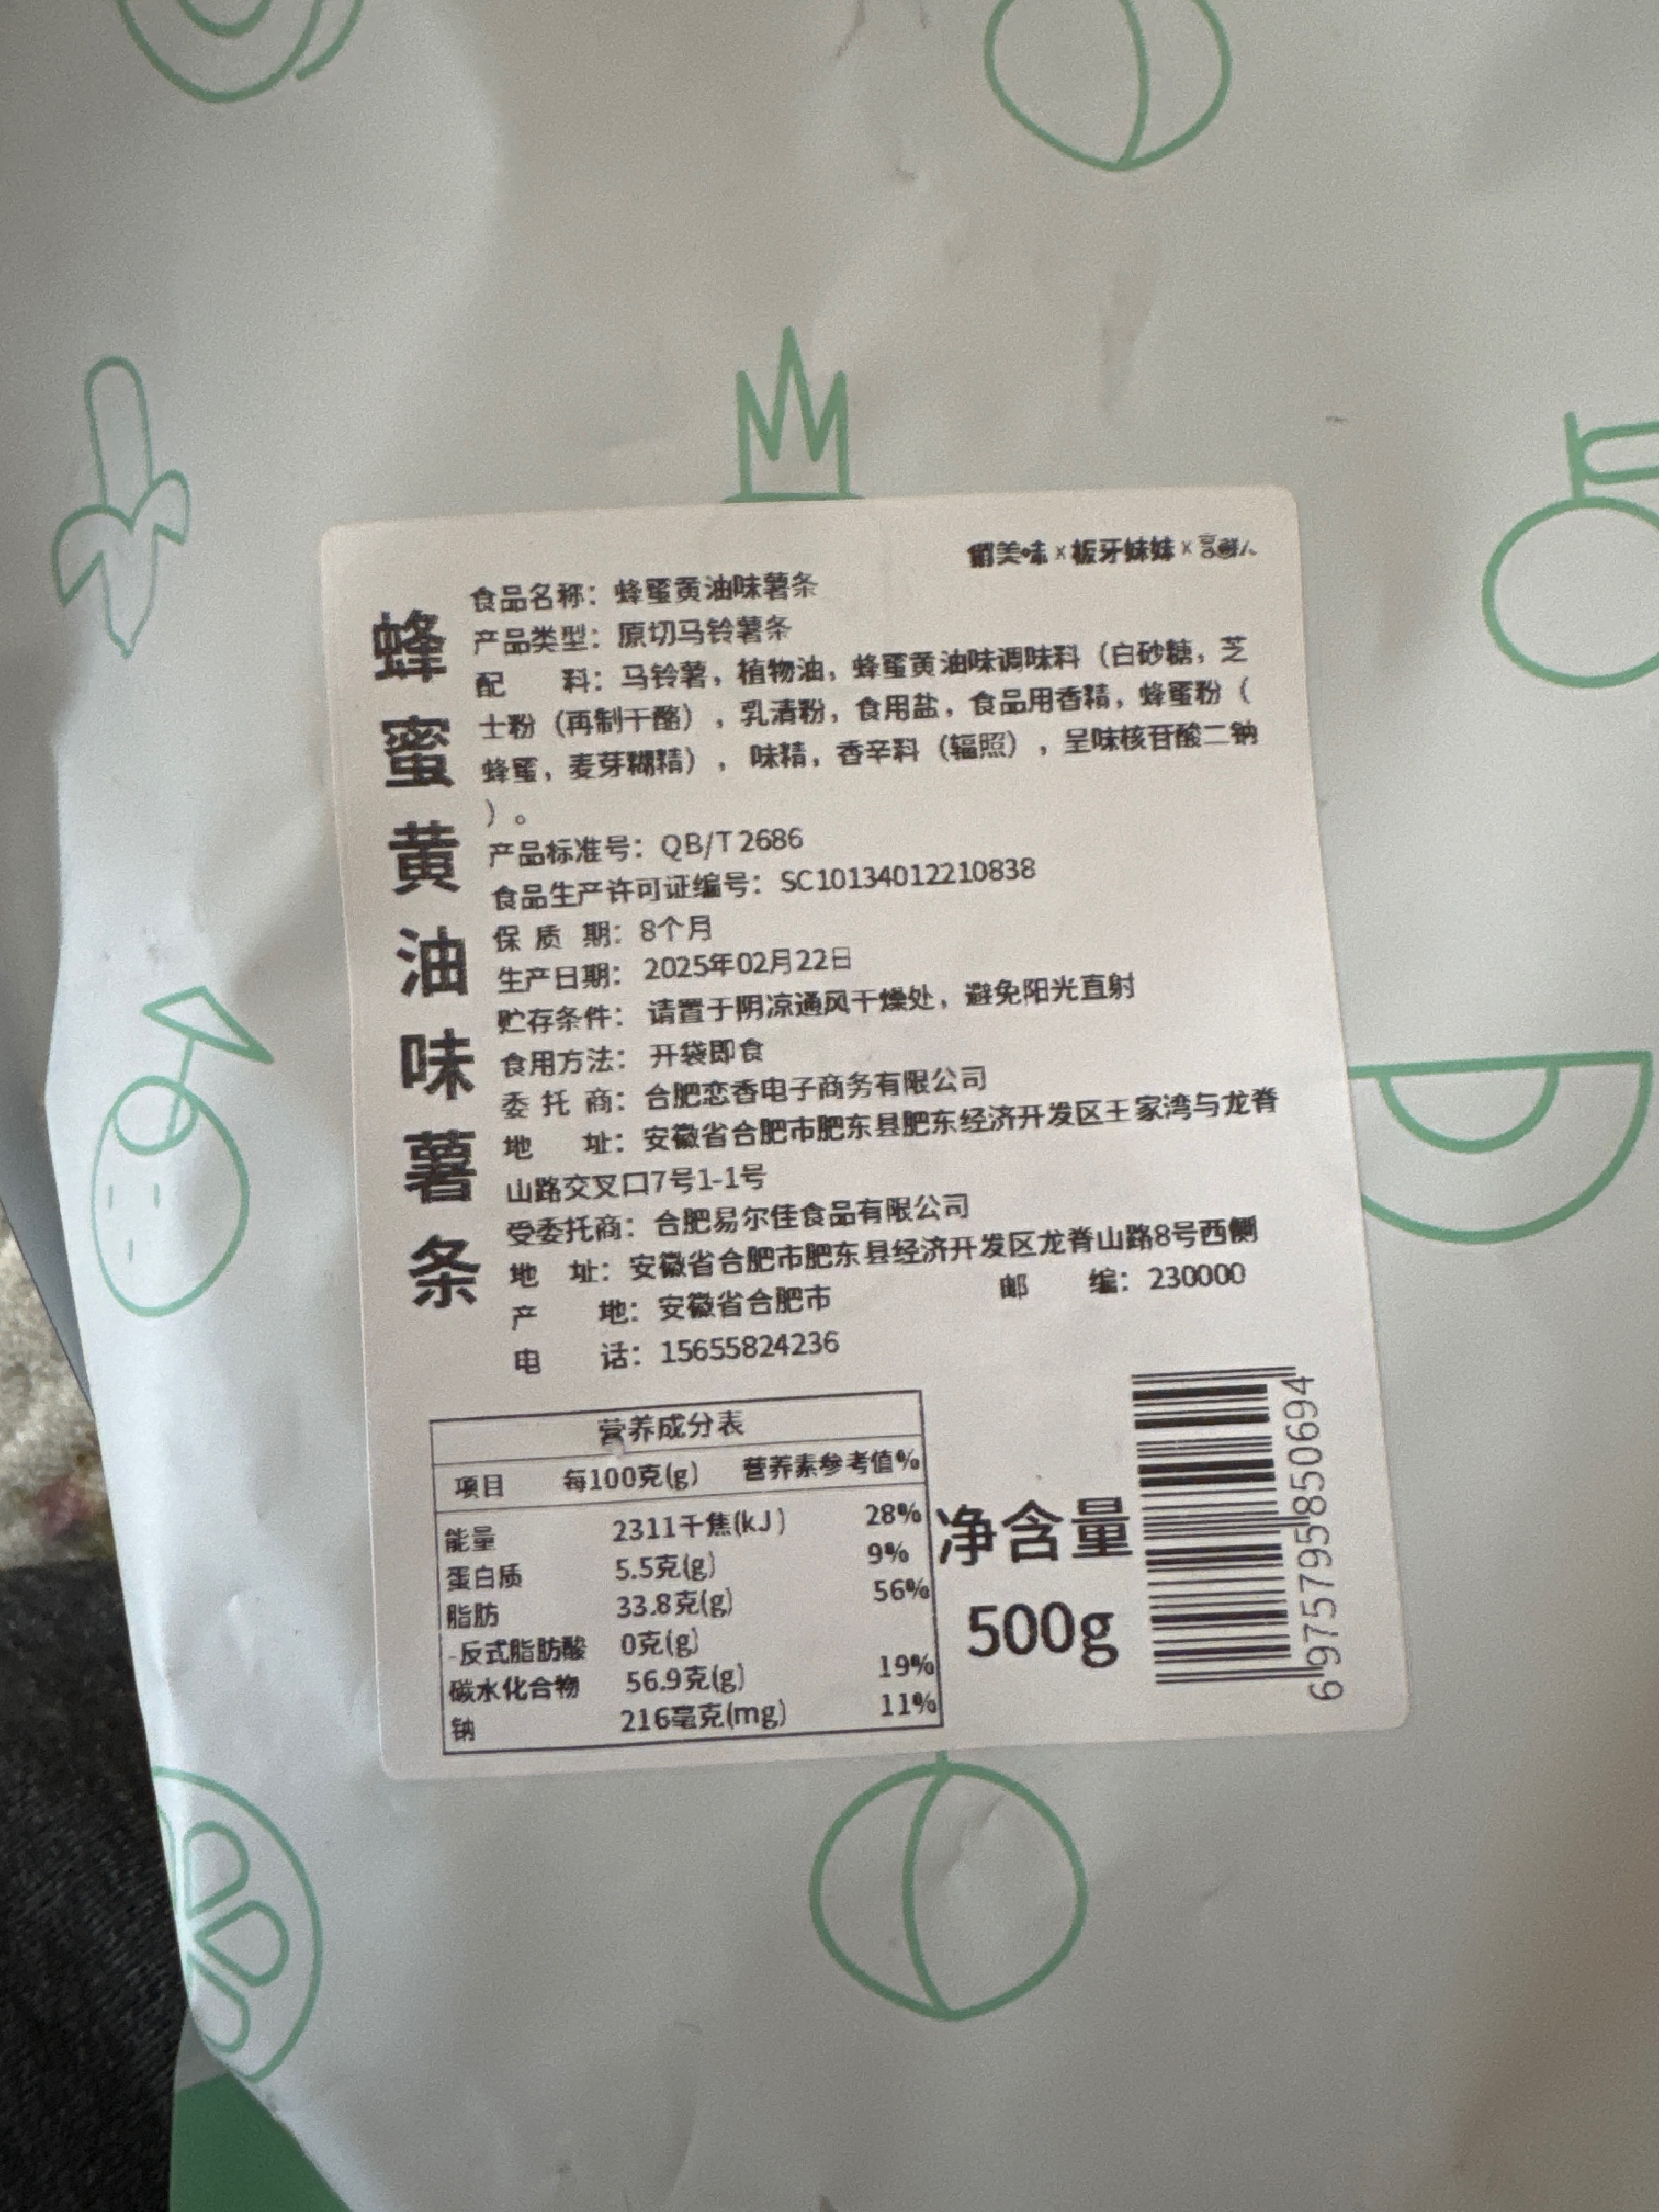 美味×板牙妹妹×
蜂蜜黄油味薯条
食品名称：蜂蜜黄油味薯条
产品类型：原切马铃薯条
配 料：马铃薯，植物油，蜂蜜黄油味调味料（白砂糖，芝
士粉（再制干酪），乳清粉，食用盐，食品用香精，蜂蜜粉（
蜂蜜，麦芽糊精），味精，香辛料（辐照），呈味核苷酸二钠
）。
产品标准号：QB/T 2686
食品生产许可证编号：SC10134012210838
保 质 期：8个月
生产日期：2025年02月22日
贮存条件：请置于阴凉通风干燥处，避免阳光直射
食用方法：开袋即食
委 托 商：合肥恋香电子商务有限公司
地 址：安徽省合肥市肥东县肥东经济开发区王家湾与龙脊
山路交叉口7号1-1号
受委托商：合肥易尔佳食品有限公司
地 址：安徽省合肥市肥东县经济开发区龙脊山路8号西侧
产 地：安徽省合肥市 邮 编：230000
电 话：15655824236
营养成分表
项目 每100克(g) 营养素参考值%
能量 2311千焦(kJ) 28%
蛋白质 5.5克(g) 9%
脂肪 33.8克(g) 56%
-反式脂肪酸 0克(g)
碳水化合物 56.9克(g) 19%
钠 216毫克(mg) 11%
净含量
500g
6975795850694